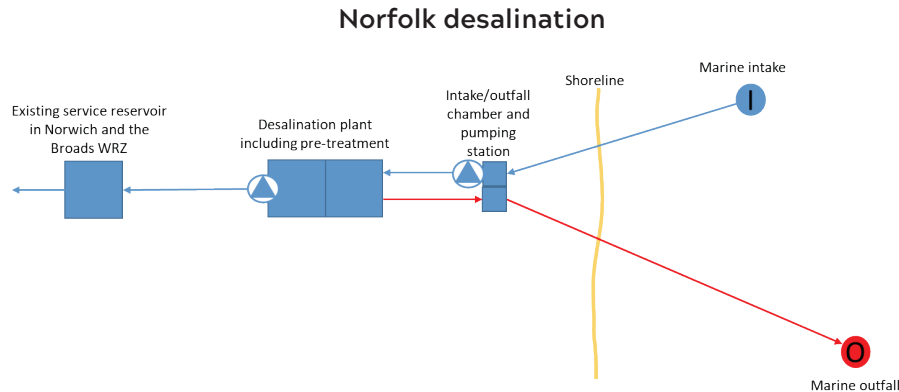 Norfolk desalination
Marine intake
I
Shoreline
Intake/outfall
chamber and
pumping
station
Existing service reservoir
in Norwich and the
Broads WRZ
Desalination plant
including pre-treatment
O
Marine outfall